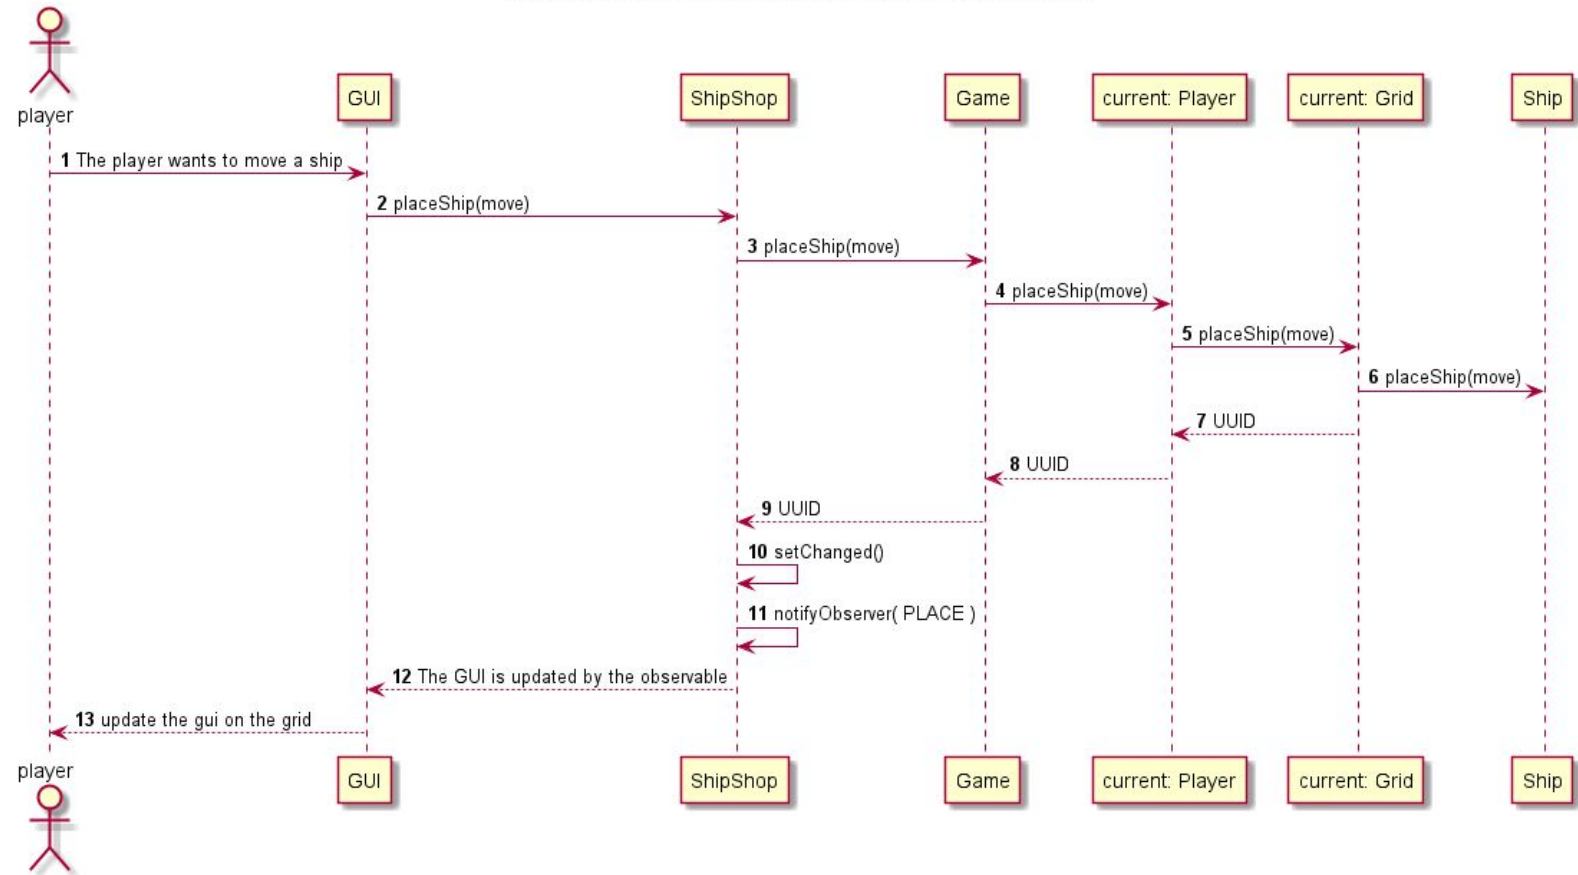 player
GUI
ShipShop
Game
current: Player
current: Grid
Ship
1 The player wants to move a ship
2 placeShip(move)
3 placeShip(move)
4 placeShip(move)
5 placeShip(move)
6 placeShip(move)
7 UUID
8 UUID
9 UUID
10 setChanged()
11 notifyObserver( PLACE )
12 The GUI is updated by the observable
13 update the gui on the grid
player
GUI
ShipShop
Game
current: Player
current: Grid
Ship